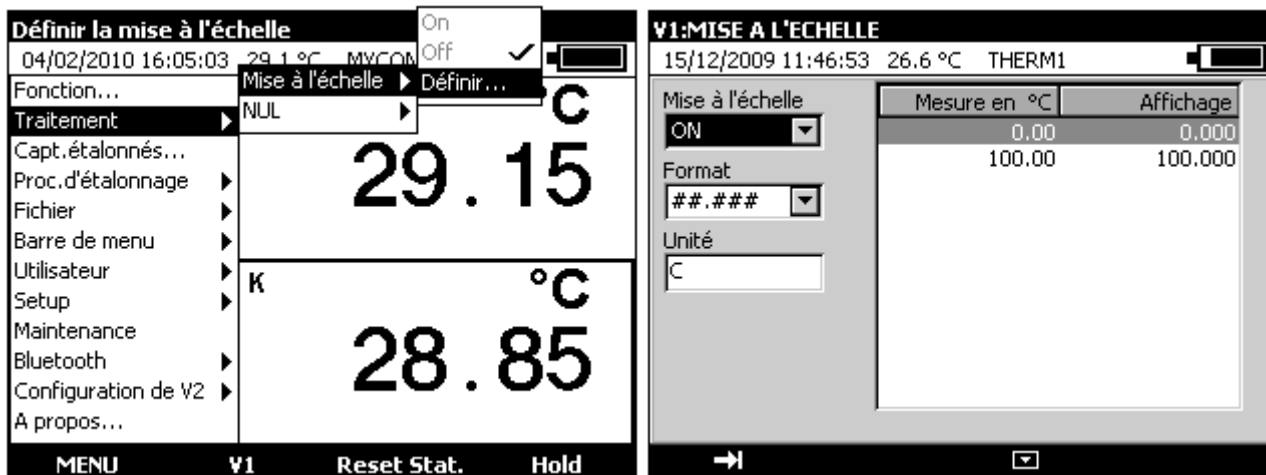 Définir la mise à l'échelle
04/02/2010 16:05:03 29.1 °C
On
Off
Définir...
Mise à l'échelle
NUL
Fonction...
Traitement
Capt.étalonnés...
Proc.d'étalonnage
Fichier
Barre de menu
Utilisateur
Setup
Maintenance
Bluetooth
Configuration de V2
A propos...
°C
29.15
K °C
28.85
MENU V1 Reset Stat. Hold
V1:MISE A L'ECHELLE
15/12/2009 11:46:53 26.6 °C THERM1
Mise à l'échelle
ON
Format
##.###
Unité
C
Mesure en °C Affichage
0.00 0.000
100.00 100.000